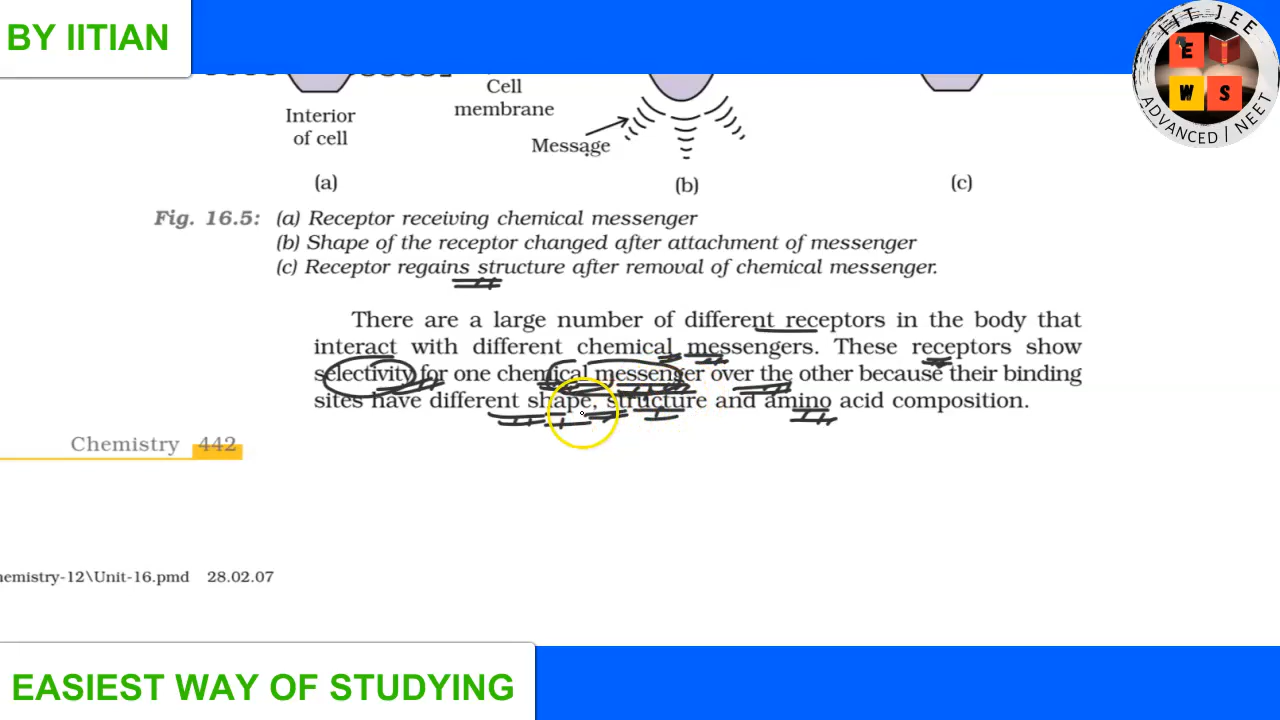 BY IITIAN
IIT JEE
E
W S
ADVANCED / NEET
Interior
of cell
Cell
membrane
Message
(a)
(b)
(c)
Fig. 16.5: (a) Receptor receiving chemical messenger
(b) Shape of the receptor changed after attachment of messenger
(c) Receptor regains structure after removal of chemical messenger.
There are a large number of different receptors in the body that
interact with different chemical messengers. These receptors show
selectivity for one chemical messenger over the other because their binding
sites have different shape, structure and amino acid composition.
Chemistry 442
hemistry-12\Unit-16.pmd 28.02.07
EASIEST WAY OF STUDYING